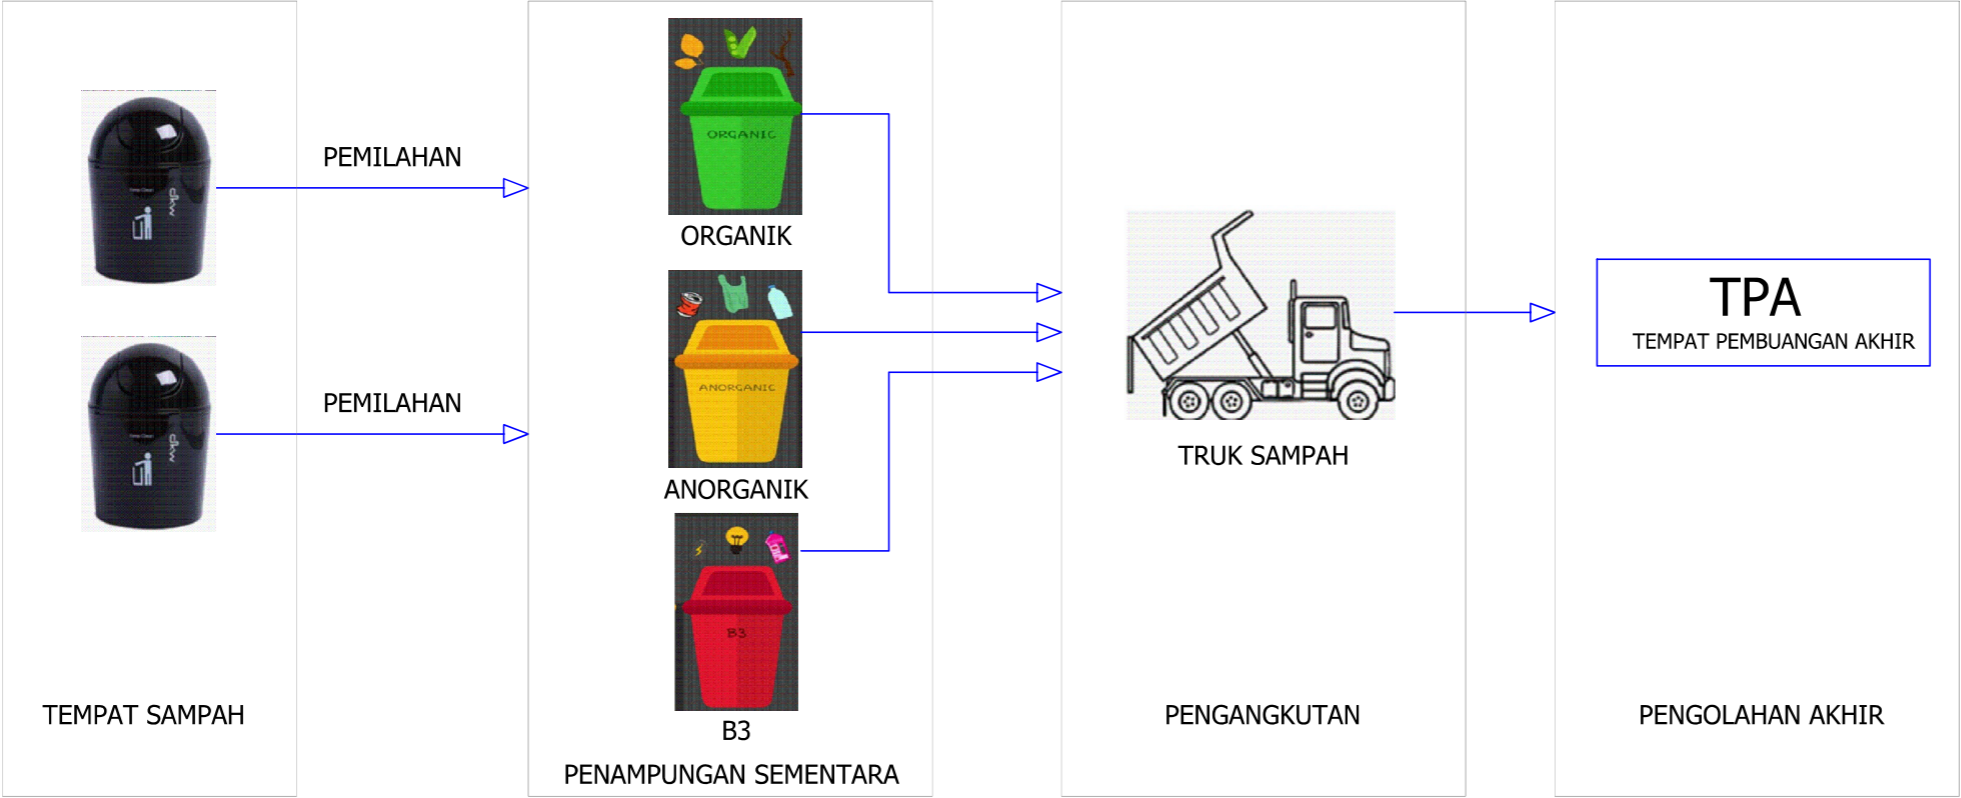 PEMILAHAN
PEMILAHAN
TEMPAT SAMPAH
ORGANIC
ORGANIK
ANORGANIC
ANORGANIK
B3
B3
PENAMPUNGAN SEMENTARA
TRUK SAMPAH
PENGANGKUTAN
TPA
TEMPAT PEMBUANGAN AKHIR
PENGOLAHAN AKHIR